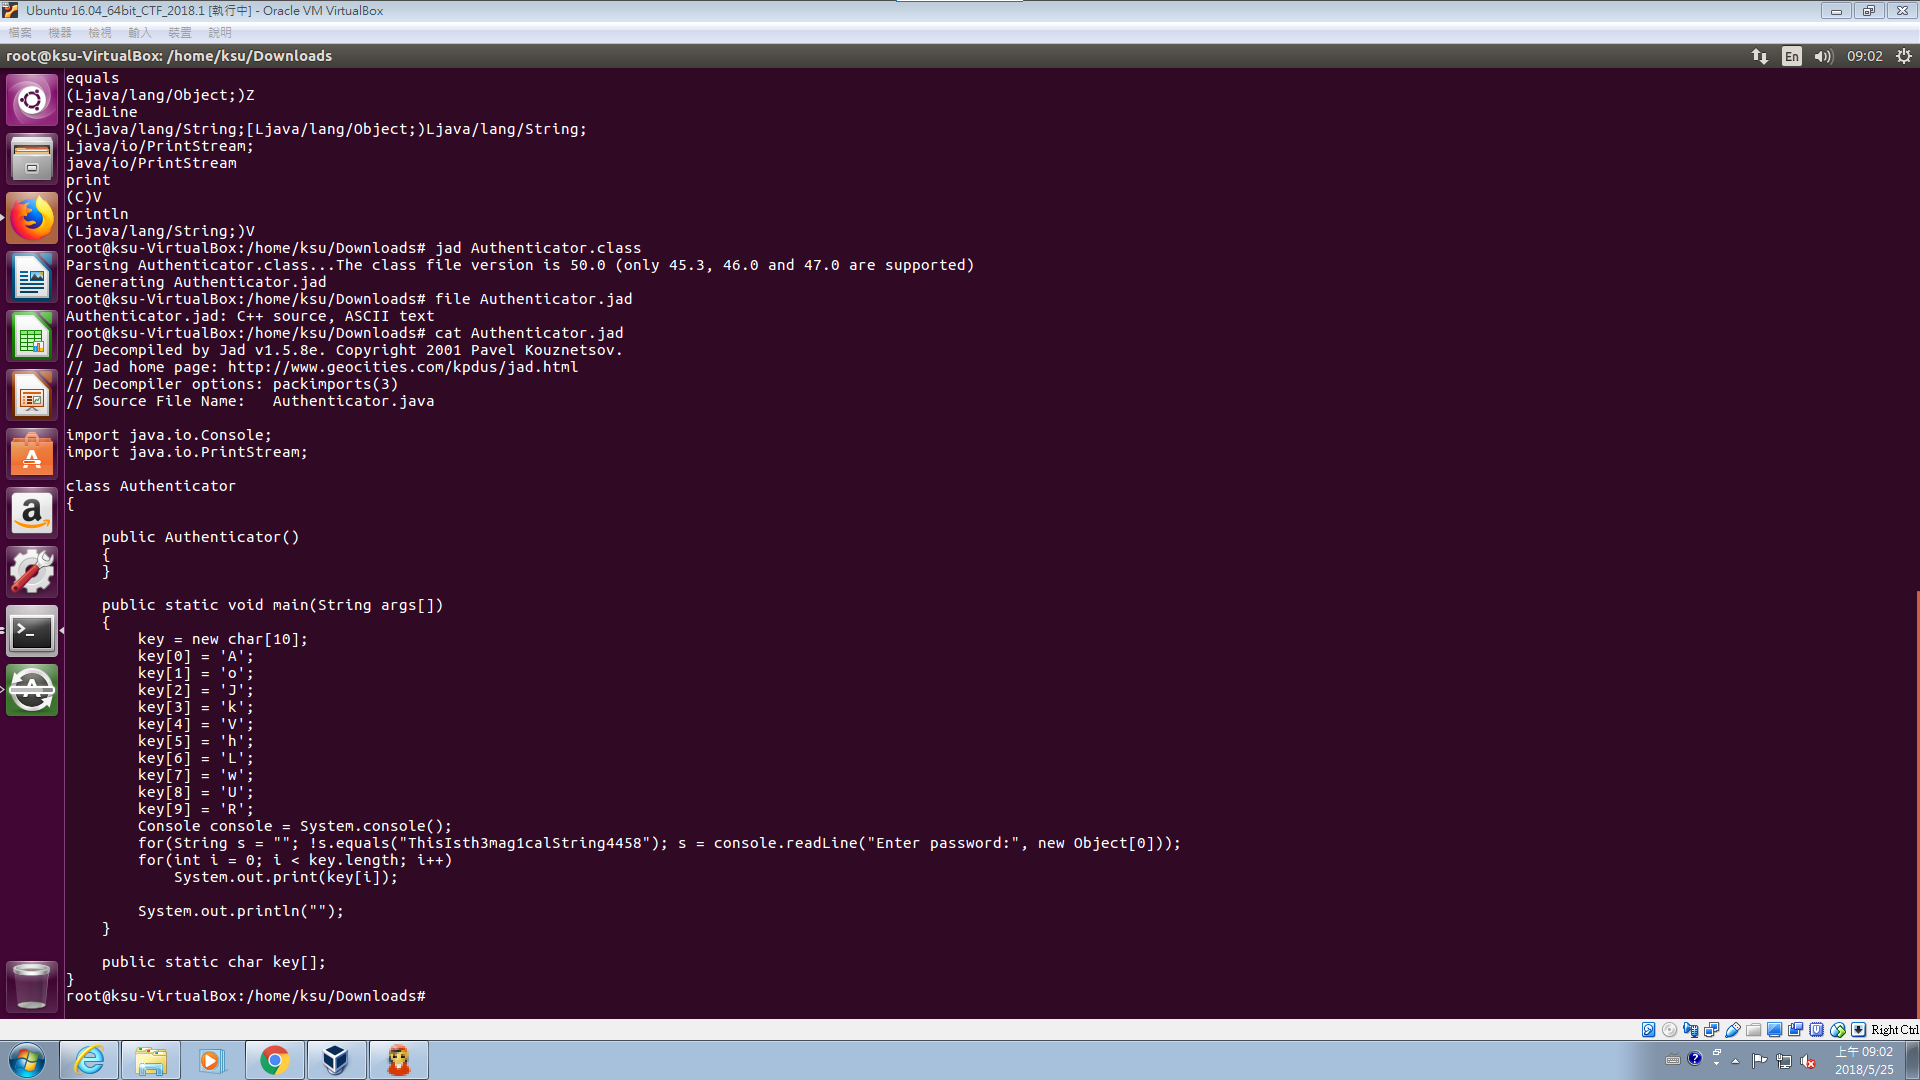 Ubuntu 16.04_64bit_CTF_2018.1 [執行中] - Oracle VM VirtualBox
檔案 機器 檢視 輸入 裝置 說明
root@ksu-VirtualBox: /home/ksu/Downloads
En 09:02
equals
(Ljava/lang/Object;)Z
readLine
9(Ljava/lang/String;[Ljava/lang/Object;)Ljava/lang/String;
Ljava/io/PrintStream;
java/io/PrintStream
print
(C)V
println
(Ljava/lang/String;)V
root@ksu-VirtualBox:/home/ksu/Downloads# jad Authenticator.class
Parsing Authenticator.class...The class file version is 50.0 (only 45.3, 46.0 and 47.0 are supported)
 Generating Authenticator.jad
root@ksu-VirtualBox:/home/ksu/Downloads# file Authenticator.jad
Authenticator.jad: C++ source, ASCII text
root@ksu-VirtualBox:/home/ksu/Downloads# cat Authenticator.jad
// Decompiled by Jad v1.5.8e. Copyright 2001 Pavel Kouznetsov.
// Jad home page: http://www.geocities.com/kpdus/jad.html
// Decompiler options: packimports(3)
// Source File Name:   Authenticator.java
import java.io.Console;
import java.io.PrintStream;
class Authenticator
{
    public Authenticator()
    {
    }
    public static void main(String args[])
    {
        key = new char[10];
        key[0] = 'A';
        key[1] = 'o';
        key[2] = 'J';
        key[3] = 'k';
        key[4] = 'V';
        key[5] = 'h';
        key[6] = 'L';
        key[7] = 'w';
        key[8] = 'U';
        key[9] = 'R';
        Console console = System.console();
        for(String s = ""; !s.equals("ThisIsth3mag1calString4458"); s = console.readLine("Enter password:", new Object[0]));
        for(int i = 0; i < key.length; i++)
            System.out.print(key[i]);
        System.out.println("");
    }
    public static char key[];
}
root@ksu-VirtualBox:/home/ksu/Downloads#
Right Ctrl
上午 09:02
2018/5/25